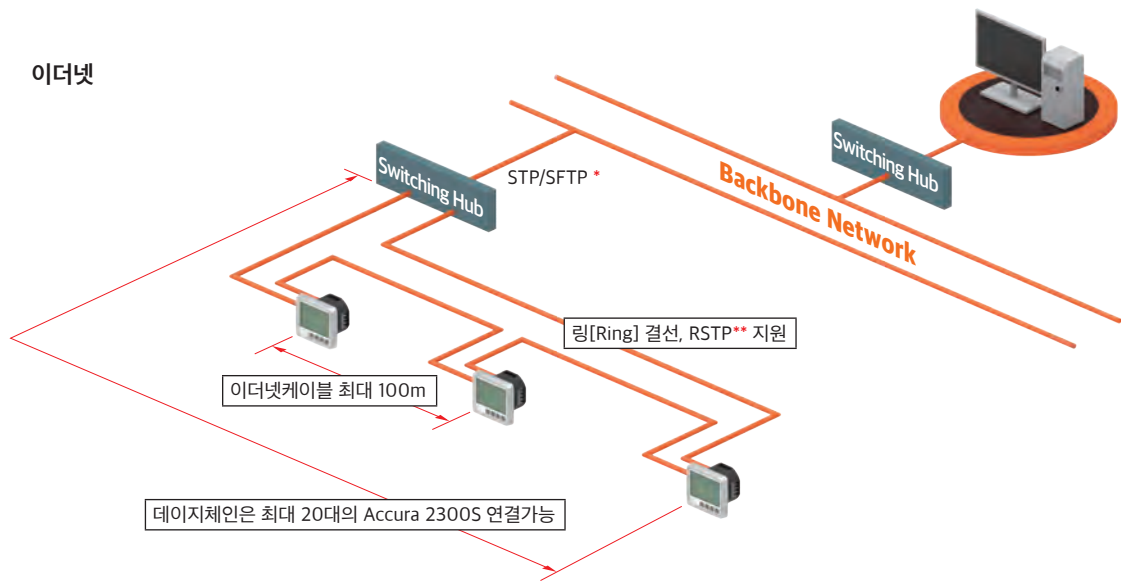 이더넷
Switching Hub
STP/SFTP *
Switching Hub
Backbone Network
링[Ring] 결선, RSTP** 지원
이더넷케이블 최대 100m
데이지체인은 최대 20대의 Accura 2300S 연결가능